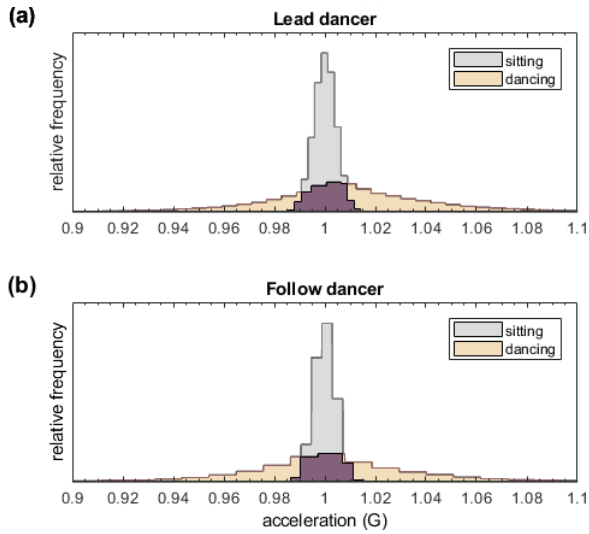 (a)
Lead dancer
relative frequency
sitting
dancing
0.9 0.92 0.94 0.96 0.98 1 1.02 1.04 1.06 1.08 1.1
(b)
Follow dancer
relative frequency
sitting
dancing
0.9 0.92 0.94 0.96 0.98 1 1.02 1.04 1.06 1.08 1.1
acceleration (G)